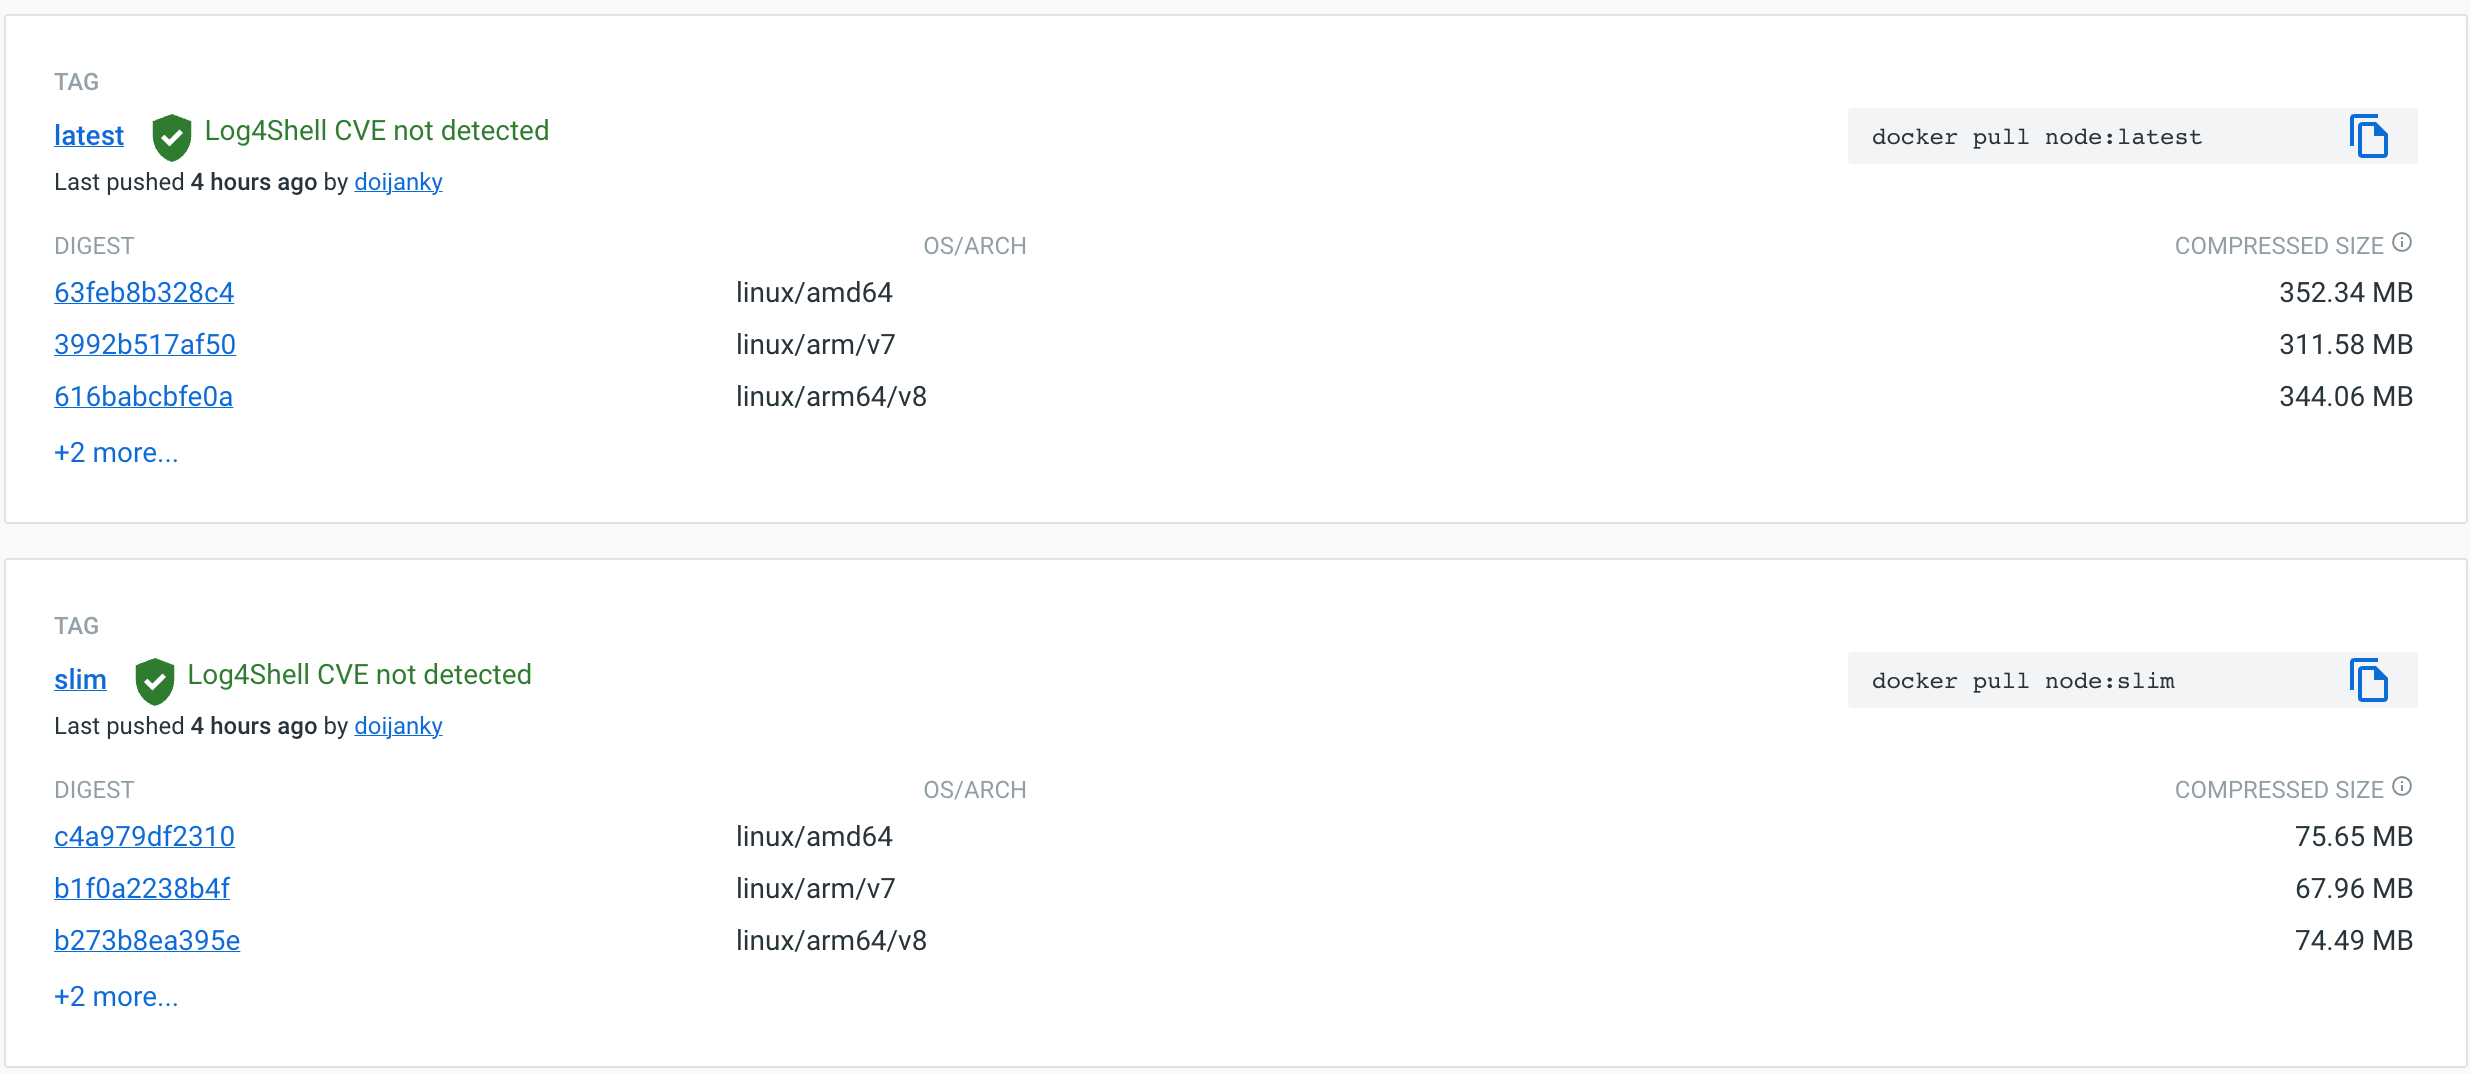 TAG
latest Log4Shell CVE not detected
docker pull node:latest
Last pushed 4 hours ago by doijanky
DIGEST OS/ARCH COMPRESSED SIZE
63feb8b328c4 linux/amd64 352.34 MB
3992b517af50 linux/arm/v7 311.58 MB
616babcbfe0a linux/arm64/v8 344.06 MB
+2 more...
TAG
slim Log4Shell CVE not detected
docker pull node:slim
Last pushed 4 hours ago by doijanky
DIGEST OS/ARCH COMPRESSED SIZE
c4a979df2310 linux/amd64 75.65 MB
b1f0a2238b4f linux/arm/v7 67.96 MB
b273b8ea395e linux/arm64/v8 74.49 MB
+2 more...